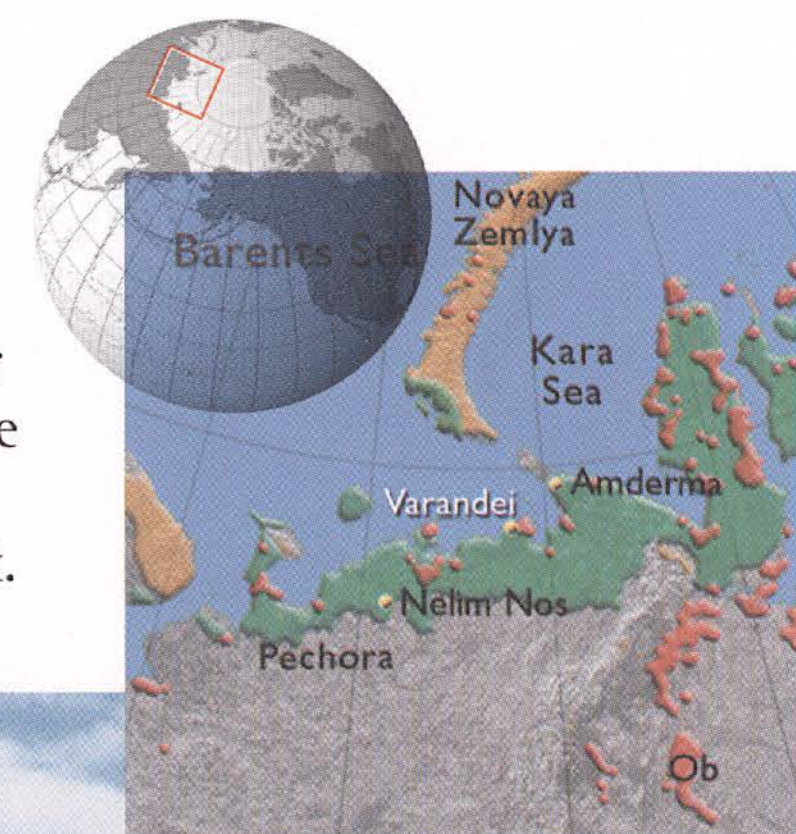 Novaya
Zemlya
Barents Sea
Kara
Sea
e
Amderma
Varandei
t.
Nelim Nos
Pechora
Ob